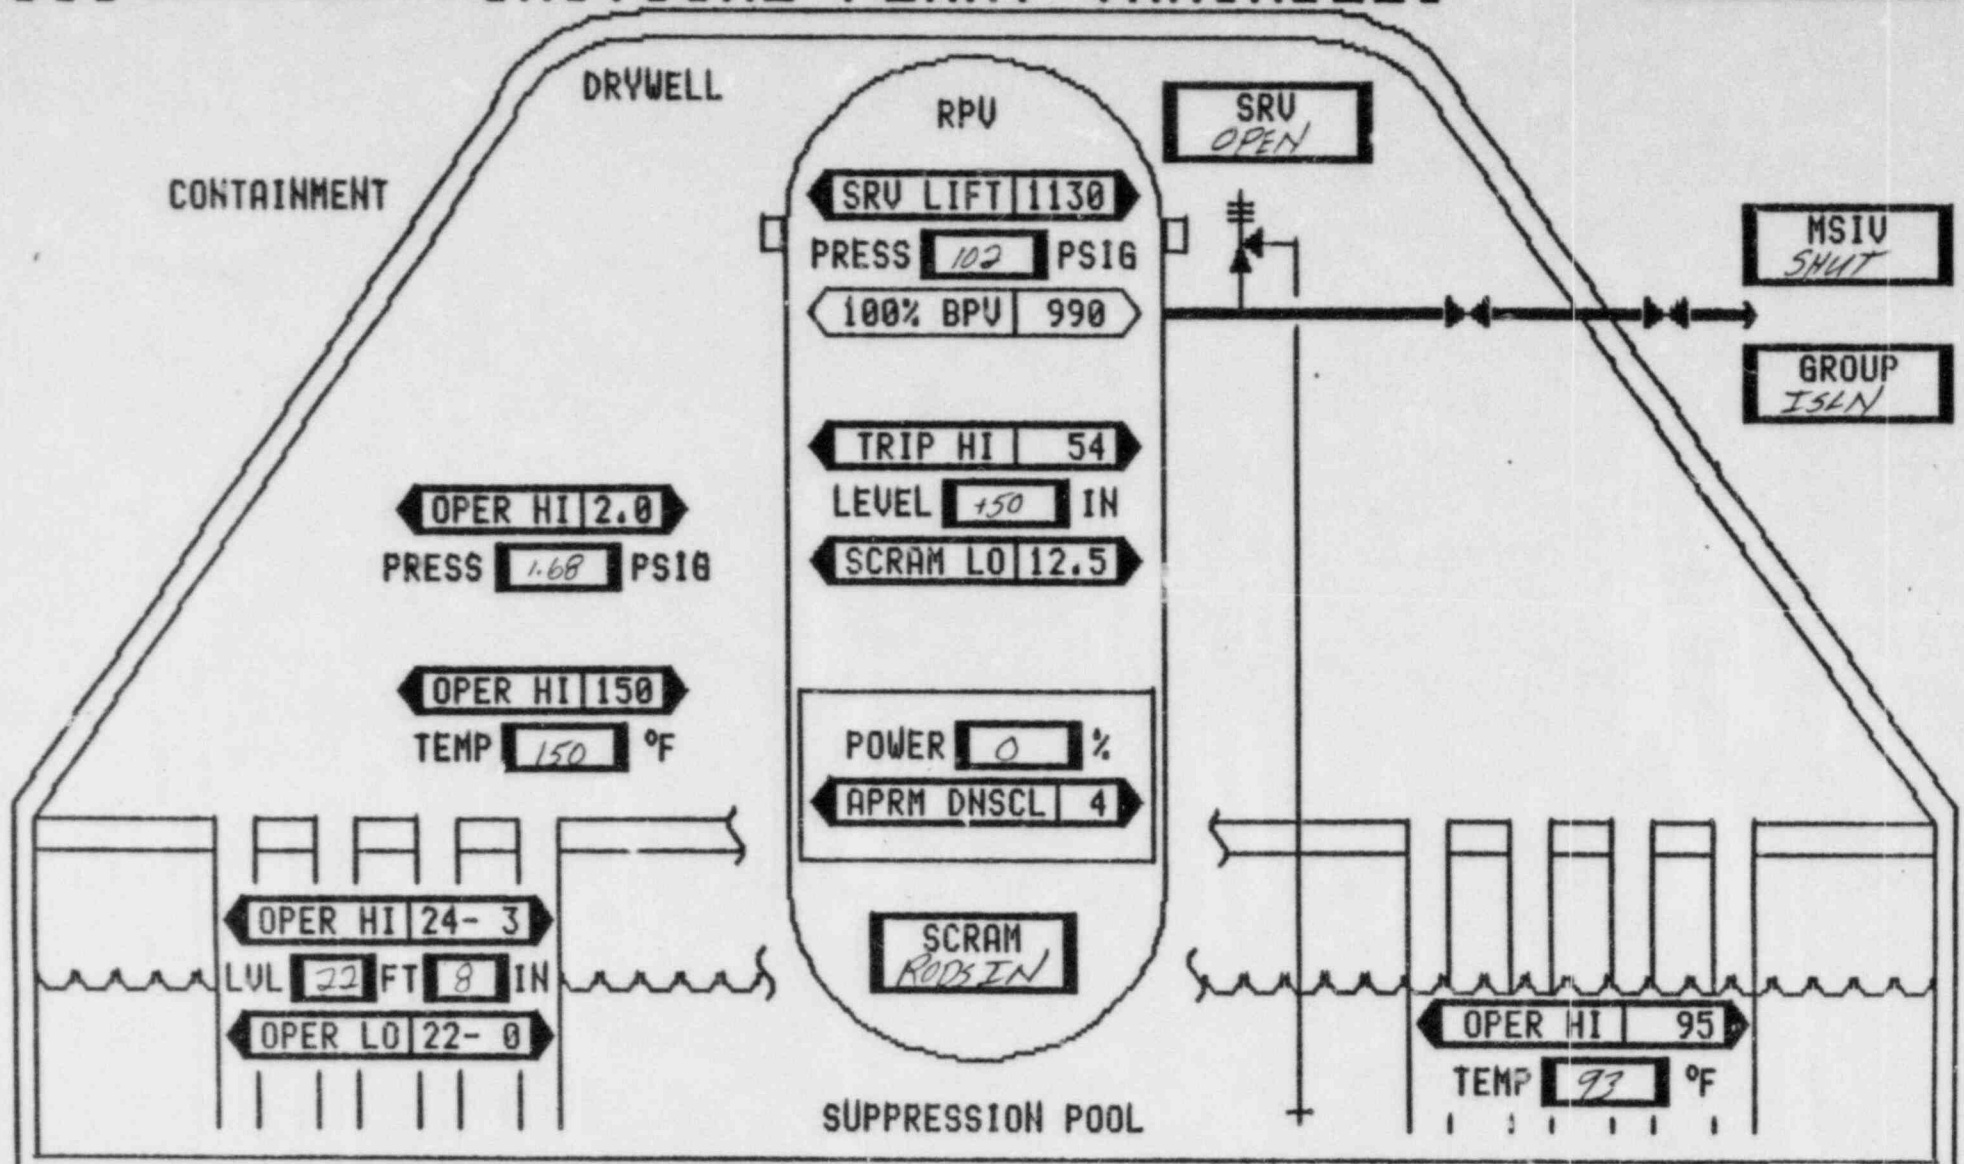 DRYWELL
CONTAINMENT
RPV
SRV
OPEN
SRV LIFT 1130
PRESS 102 PSIG
100% BPV 990
MSIV
SHUT
GROUP
ISLN
TRIP HI 54
LEVEL +50 IN
SCRAM LO 12.5
OPER HI 2.0
PRESS 1.68 PSIG
OPER HI 150
TEMP 150 °F
POWER 0 %
APRM DNSCL 4
OPER HI 24- 3
LVL 22 FT 8 IN
OPER LO 22- 0
SCRAM
RODS IN
OPER HI 95
TEMP 93 °F
SUPPRESSION POOL